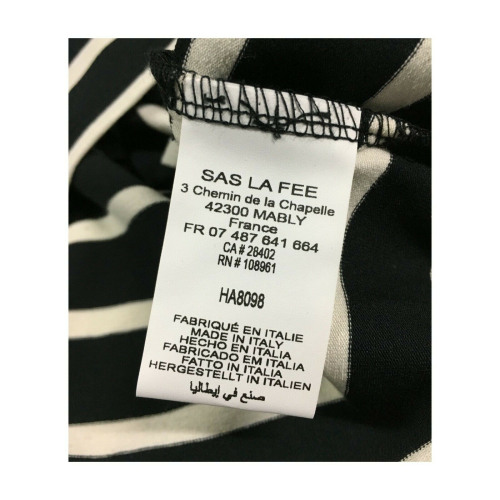 SAS LA FEE
3 Chemin de la Chapelle
42300 MABLY
France
FR 07 487 641 664
CA # 28402
RN # 108961
HA8098
FABRIQUÉ EN ITALIE
MADE IN ITALY
HECHO EN ITALIA
FABRICADO EM ITALIA
FATTO IN ITALIA
HERGESTELLT IN ITALIEN
صنع في إيطاليا